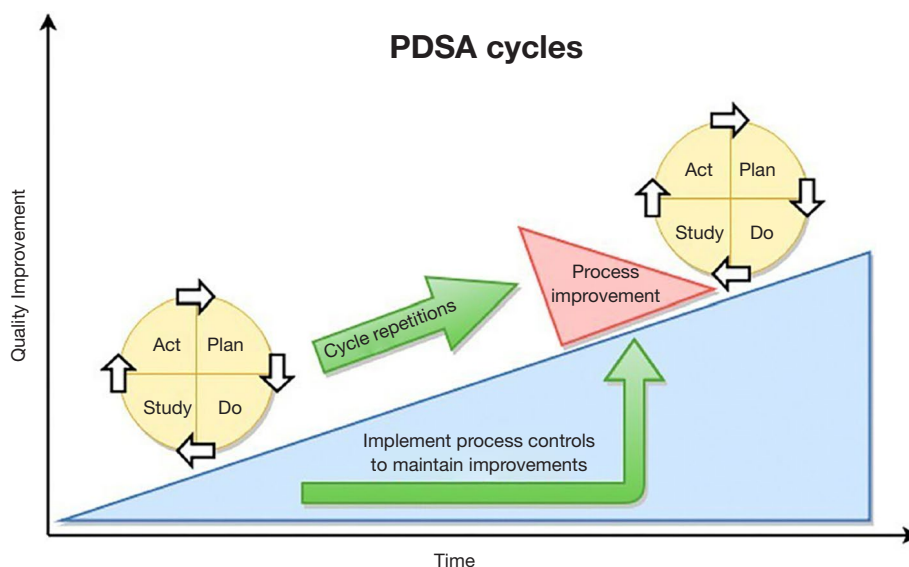 PDSA cycles
Quality Improvement
Act
Plan
Study
Do
Process
improvement
Cycle repetitions
Act
Plan
Study
Do
Implement process controls
to maintain improvements
Time